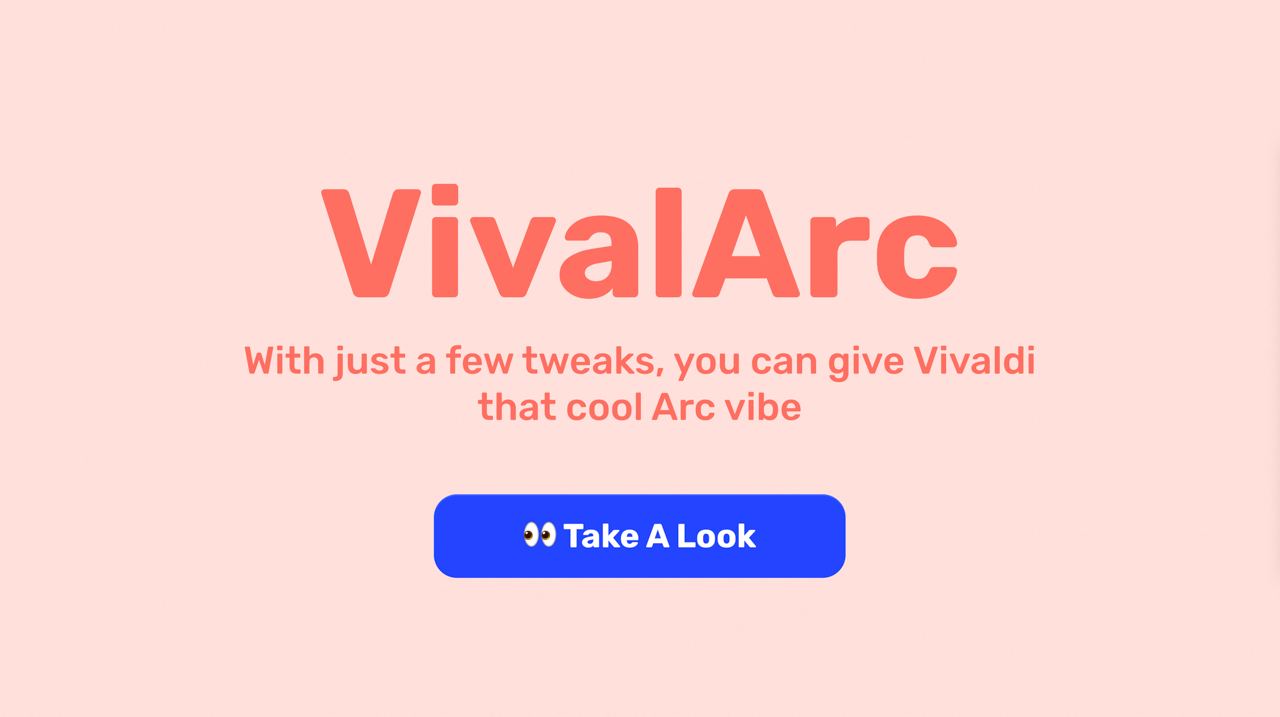 VivalArc
With just a few tweaks, you can give Vivaldi
that cool Arc vibe
👀 Take A Look